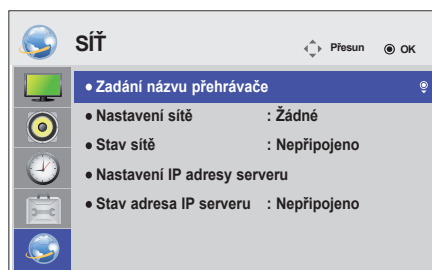 SÍŤ
Přesun OK
● Zadání názvu přehrávače
● Nastavení sítě : Žádné
● Stav sítě : Nepřipojeno
● Nastavení IP adresy serveru
● Stav adresa IP serveru : Nepřipojeno